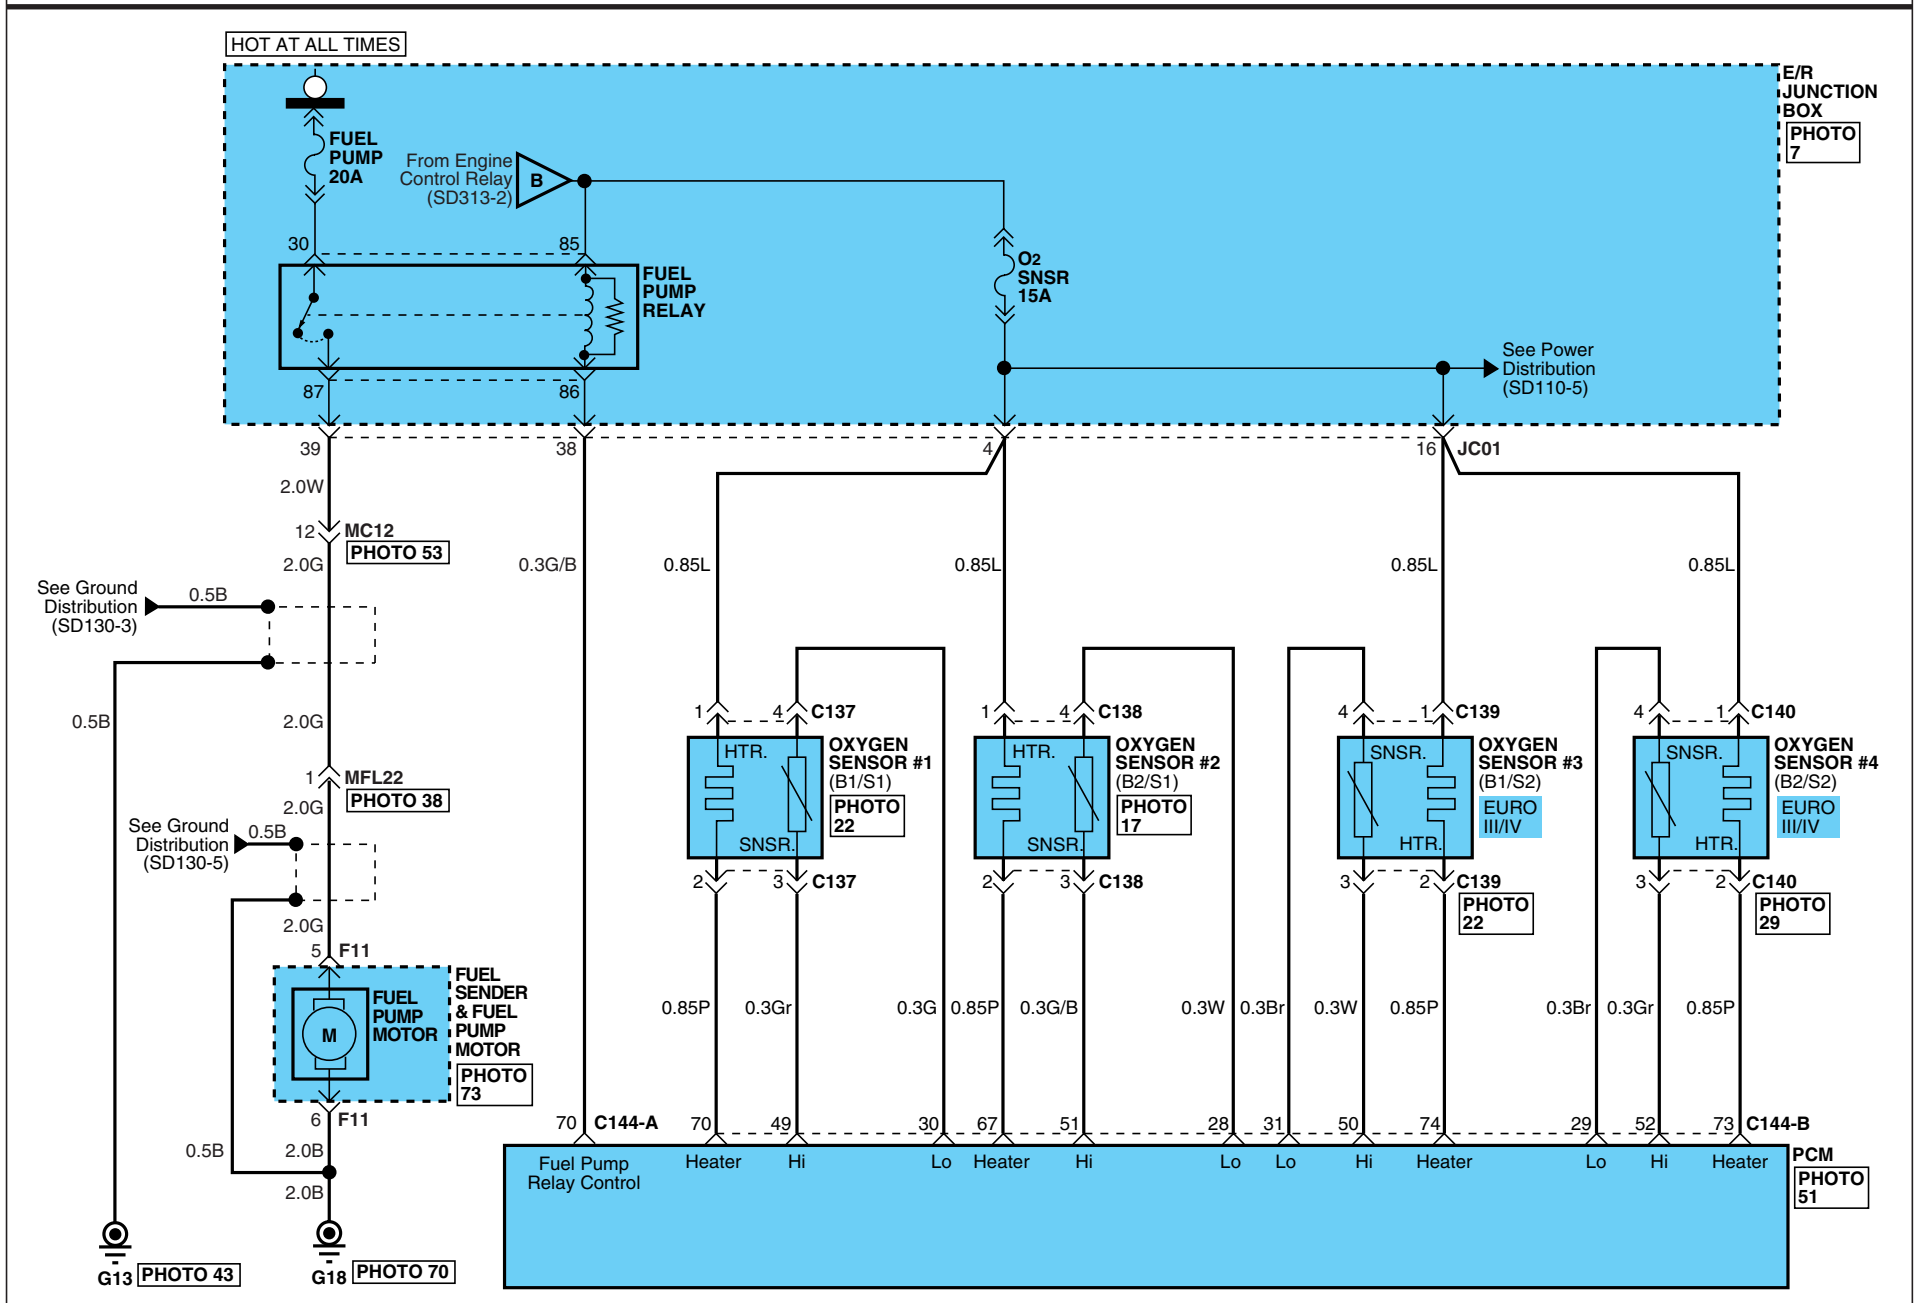 HOT AT ALL TIMES
E/R
JUNCTION
BOX
PHOTO
7
FUEL
PUMP
20A
From Engine
Control Relay
(SD313-2)
B
30
85
O2
SNSR
15A
FUEL
PUMP
RELAY
See Power
Distribution
(SD110-5)
87
86
39
38
4
16
JC01
2.0W
12
MC12
PHOTO 53
2.0G
0.3G/B
0.85L
0.85L
0.85L
0.85L
See Ground
Distribution
(SD130-3)
0.5B
0.5B
2.0G
1
MFL22
PHOTO 38
2.0G
See Ground
Distribution
(SD130-5)
0.5B
2.0G
5
F11
1
4
C137
1
4
C138
4
1
C139
4
1
C140
HTR.
SNSR.
OXYGEN
SENSOR #1
(B1/S1)
PHOTO
22
HTR.
SNSR.
OXYGEN
SENSOR #2
(B2/S1)
PHOTO
17
SNSR.
HTR.
OXYGEN
SENSOR #3
(B1/S2)
EURO
III/IV
SNSR.
HTR.
OXYGEN
SENSOR #4
(B2/S2)
EURO
III/IV
2
3
C137
2
3
C138
3
2
C139
PHOTO
22
3
2
C140
PHOTO
29
FUEL
PUMP
MOTOR
M
FUEL
SENDER
& FUEL
PUMP
MOTOR
PHOTO
73
0.85P
0.3Gr
0.3G
0.85P
0.3G/B
0.3W
0.3Br
0.3W
0.85P
0.3Br
0.3Gr
0.85P
6
F11
0.5B
2.0B
2.0B
70
C144-A
70
49
30
67
51
28
31
50
74
29
52
73
C144-B
Fuel Pump
Relay Control
Heater
Hi
Lo
Heater
Hi
Lo
Lo
Hi
Heater
Lo
Hi
Heater
PCM
PHOTO
51
G13
PHOTO 43
G18
PHOTO 70